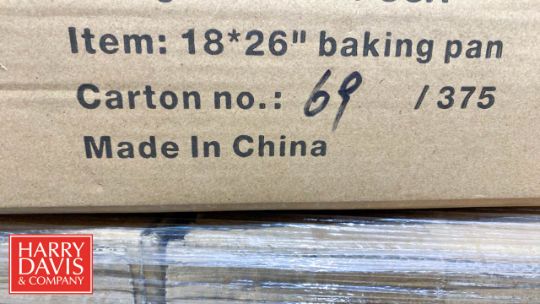 Item: 18*26" baking pan
Carton no.: 69 / 375
Made In China
HARRY
DAVIS
& COMPANY